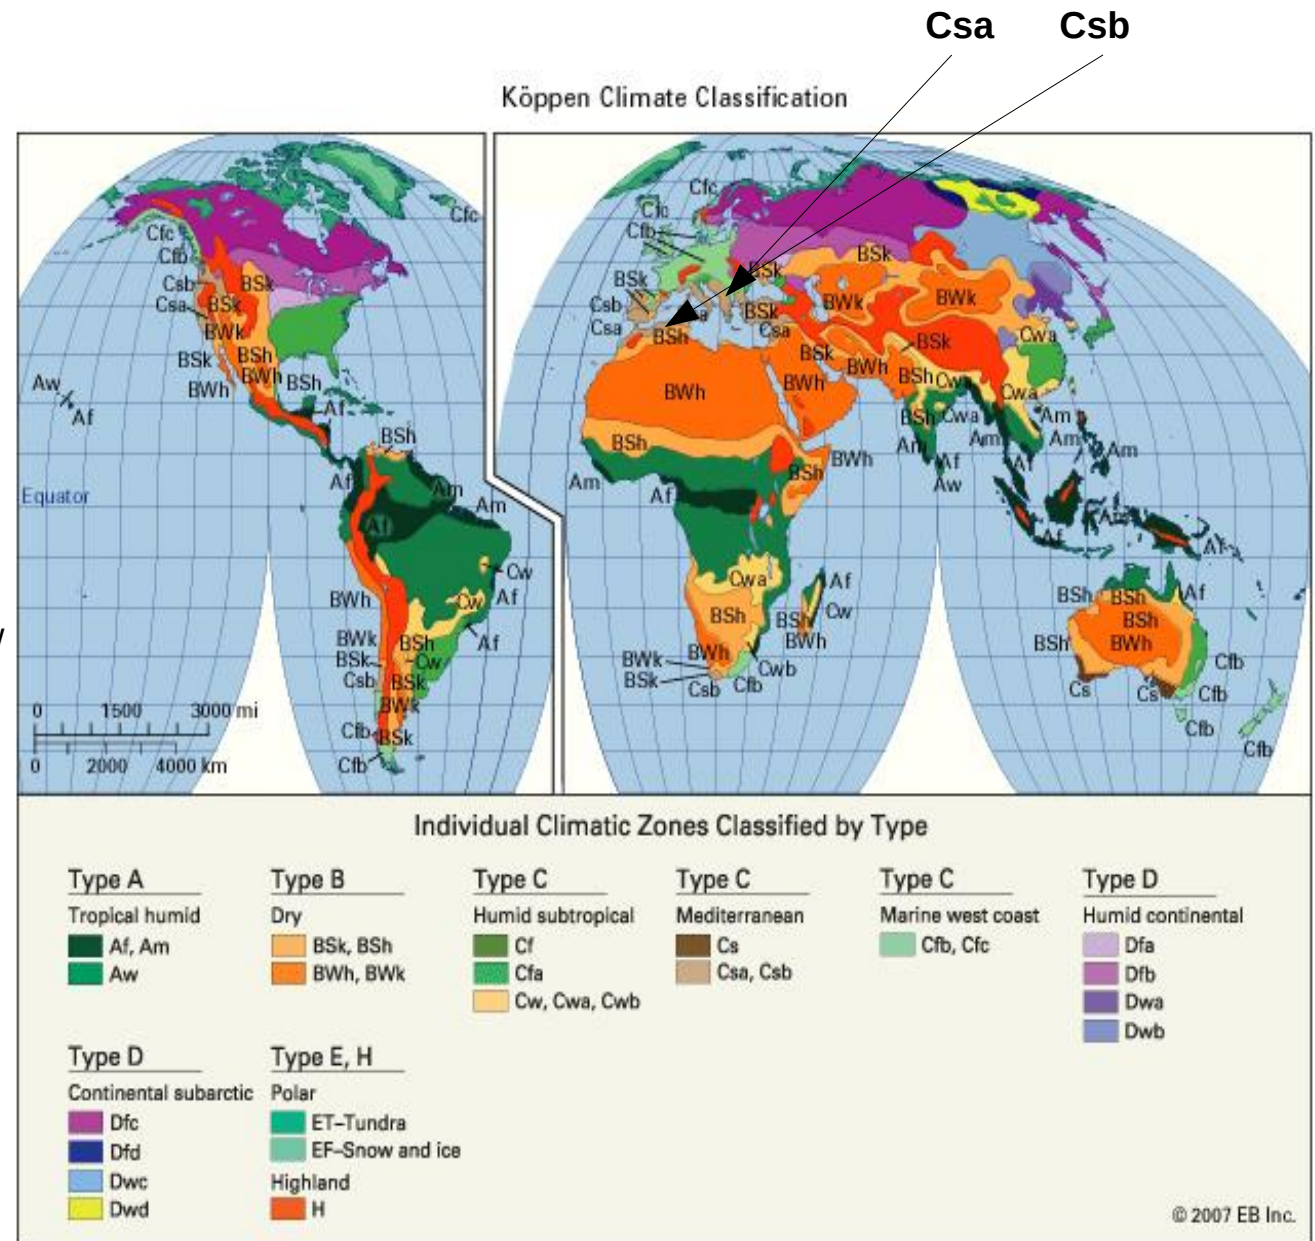 Csa Csb
Köppen Climate Classification
Cfc
Cfc
Cfb
Csb
Csa
BSk
BSk
BWk
BSk
BSh
BWh
BWh
BSh
Aw
Af
Af
BSh
Equator
Af
Am
Am
Af
Cw
Cw
Af
BWh
Af
BWk
BSh
BSk
Cw
Csb
BSk
BWk
Cfb
BSk
Cfb
0 1500 3000 mi
0 2000 4000 km
Cfc
Cfc
Cfb
BSk
BSk
BSk
Csb
Csa
a
BSh
BSk
Csa
BWk
BWk
Cwa
BSk
BSk
BWh
BWh
BWh
BSh
Cwa
Cwa
BSh
Cwa
Am
Am
Am
Am
Am
Af
Af
Aw
BSh
Am
Af
BSh
BWh
Af
Am
Af
Cwa
Af
Cw
BSh
BSh
BWh
BWh
BWk
BSk
Cwb
Csb
Cfb
BSh
BSh
Af
BSh
BSh
BWh
Cfb
Cs
Cs
Cfb
Cfb
Cfb
Individual Climatic Zones Classified by Type
Type A
Tropical humid
Af, Am
Aw
Type B
Dry
BSk, BSh
BWh, BWk
Type C
Humid subtropical
Cf
Cfa
Cw, Cwa, Cwb
Type C
Mediterranean
Cs
Csa, Csb
Type C
Marine west coast
Cfb, Cfc
Type D
Humid continental
Dfa
Dfb
Dwa
Dwb
Type D
Continental subarctic
Dfc
Dfd
Dwc
Dwd
Type E, H
Polar
ET–Tundra
EF–Snow and ice
Highland
H
© 2007 EB Inc.